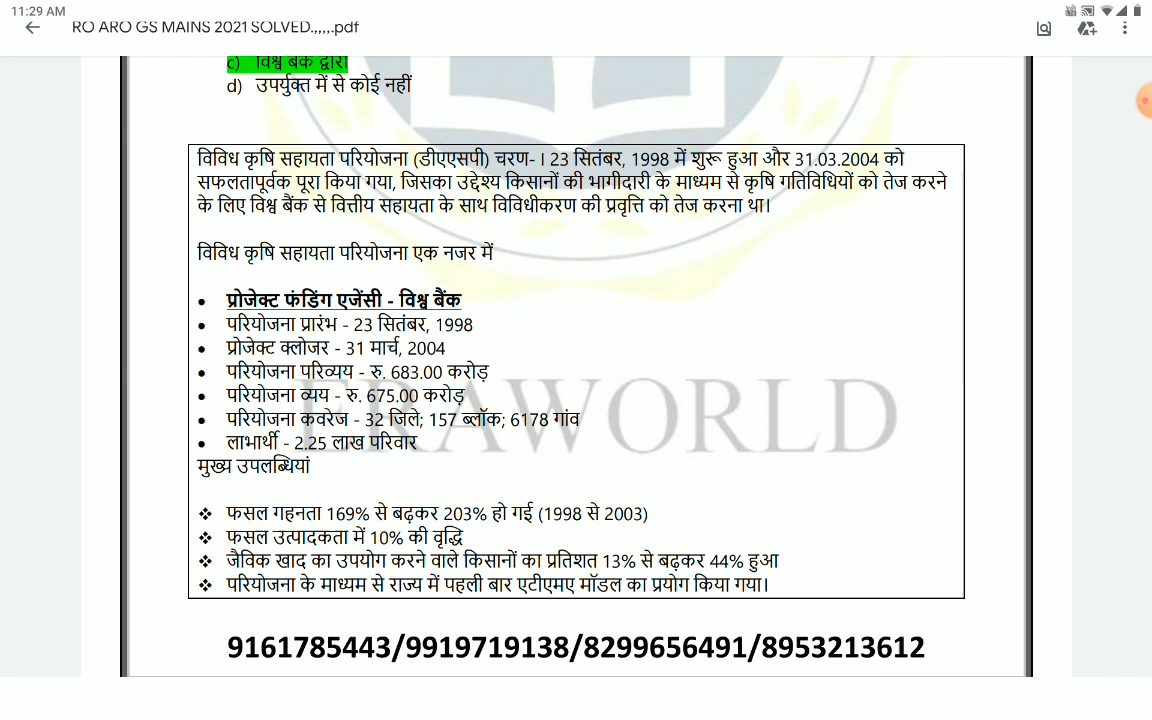 11:29 AM
RO ARO GS MAINS 2021 SOLVED.,,,,.pdf
c) विश्व बैंक द्वारा
d) उपर्युक्त में से कोई नहीं
विविध कृषि सहायता परियोजना (डीएएसपी) चरण- I 23 सितंबर, 1998 में शुरू हुआ और 31.03.2004 को
सफलतापूर्वक पूरा किया गया, जिसका उद्देश्य किसानों की भागीदारी के माध्यम से कृषि गतिविधियों को तेज करने
के लिए विश्व बैंक से वित्तीय सहायता के साथ विविधीकरण की प्रवृत्ति को तेज करना था।
विविध कृषि सहायता परियोजना एक नजर में
• प्रोजेक्ट फंडिंग एजेंसी - विश्व बैंक
• परियोजना प्रारंभ - 23 सितंबर, 1998
• प्रोजेक्ट क्लोजर - 31 मार्च, 2004
• परियोजना परिव्यय - रु. 683.00 करोड़
• परियोजना व्यय - रु. 675.00 करोड़
• परियोजना कवरेज - 32 जिले; 157 ब्लॉक; 6178 गांव
• लाभार्थी - 2.25 लाख परिवार
ERAWORLD
मुख्य उपलब्धियां
❖ फसल गहनता 169% से बढ़कर 203% हो गई (1998 से 2003)
❖ फसल उत्पादकता में 10% की वृद्धि
❖ जैविक खाद का उपयोग करने वाले किसानों का प्रतिशत 13% से बढ़कर 44% हुआ
❖ परियोजना के माध्यम से राज्य में पहली बार एटीएमए मॉडल का प्रयोग किया गया।
9161785443/9919719138/8299656491/8953213612